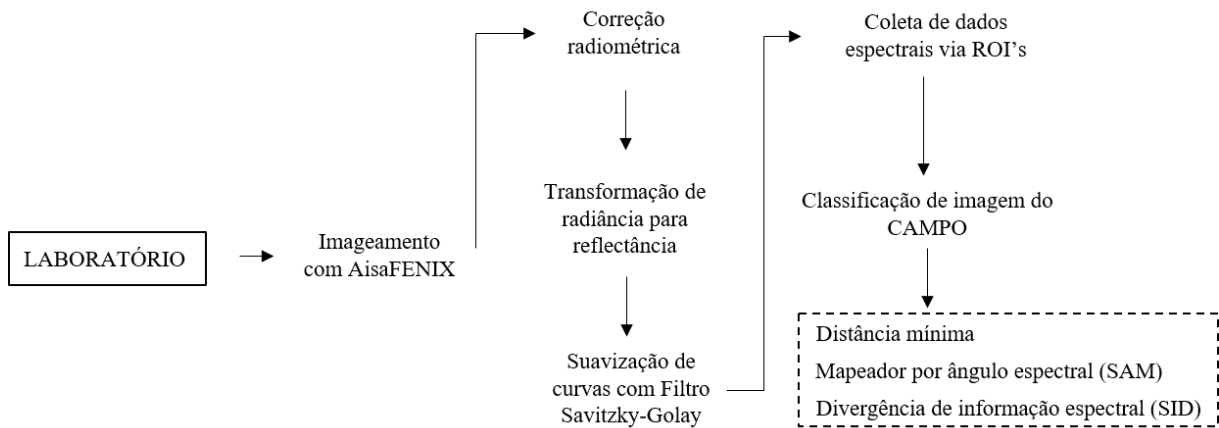 LABORATÓRIO
Imageamento
com AisaFENIX
Correção
radiométrica
Transformação de
radiância para
reflectância
Suavização de
curvas com Filtro
Savitzky-Golay
Coleta de dados
espectrais via ROI’s
Classificação de imagem do
CAMPO
Distância mínima
Mapeador por ângulo espectral (SAM)
Divergência de informação espectral (SID)